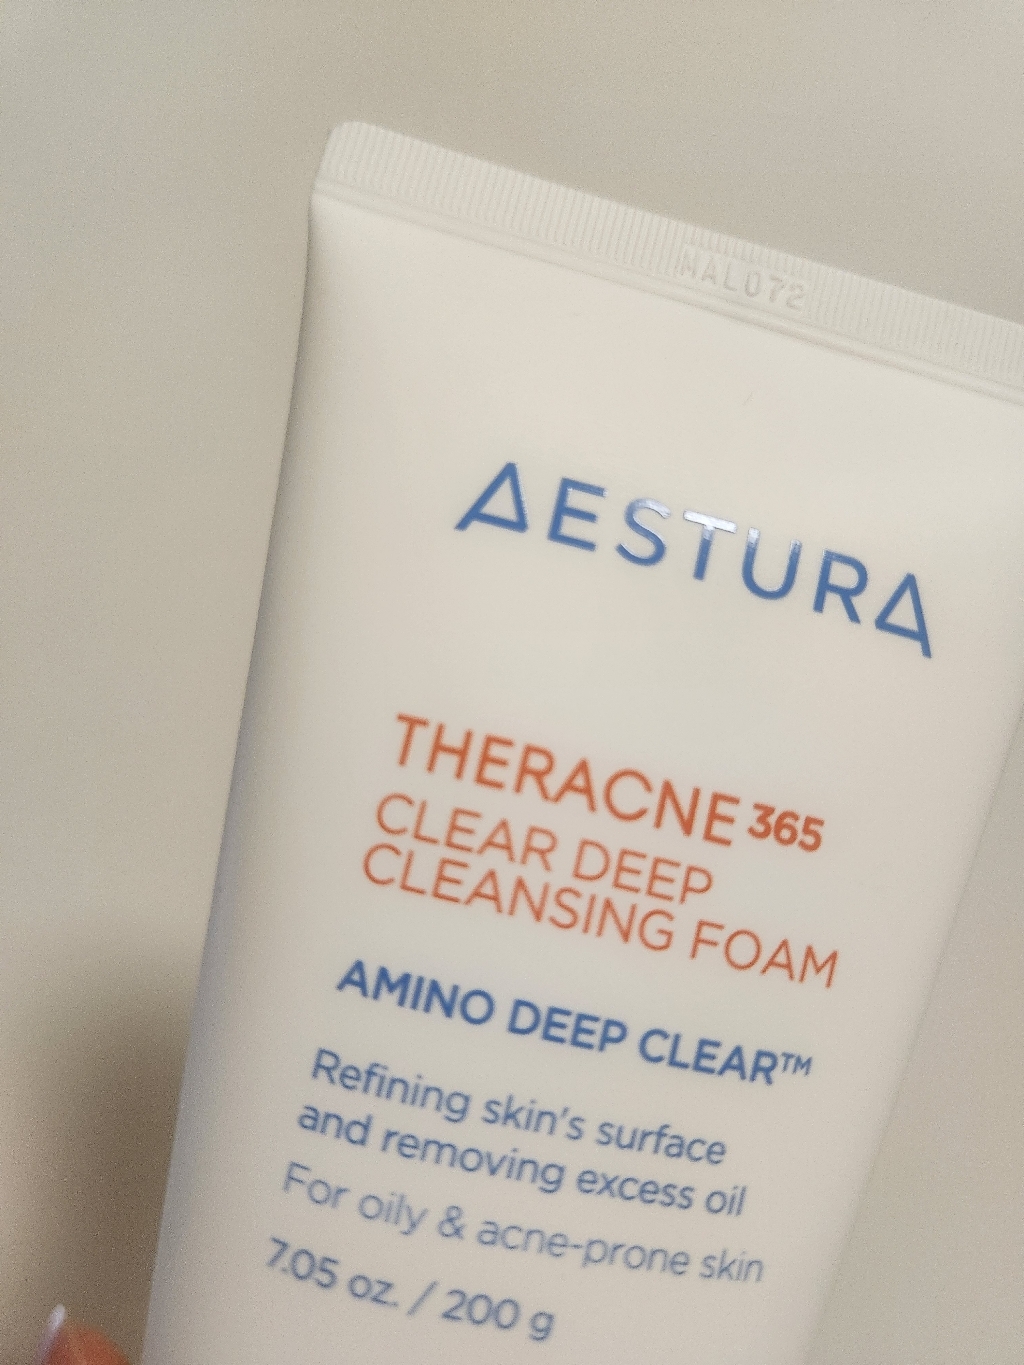 MAL072
AESTURA
THERACNE 365
CLEAR DEEP
CLEANSING FOAM
AMINO DEEP CLEAR™
Refining skin's surface
and removing excess oil
For oily & acne-prone skin
7.05 oz. / 200 g